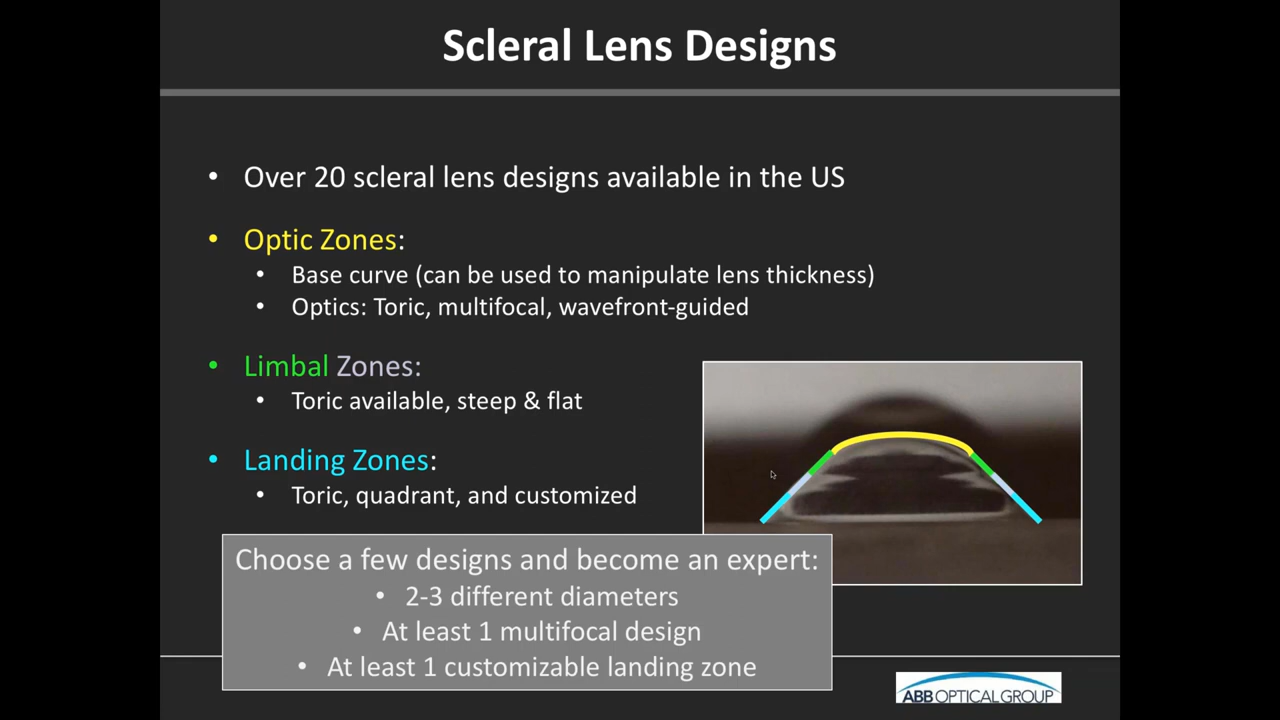 Scleral Lens Designs
• Over 20 scleral lens designs available in the US
• Optic Zones:
• Base curve (can be used to manipulate lens thickness)
• Optics: Toric, multifocal, wavefront-guided
• Limbal Zones:
• Toric available, steep & flat
• Landing Zones:
• Toric, quadrant, and customized
Choose a few designs and become an expert:
• 2-3 different diameters
• At least 1 multifocal design
• At least 1 customizable landing zone
ABB OPTICAL GROUP